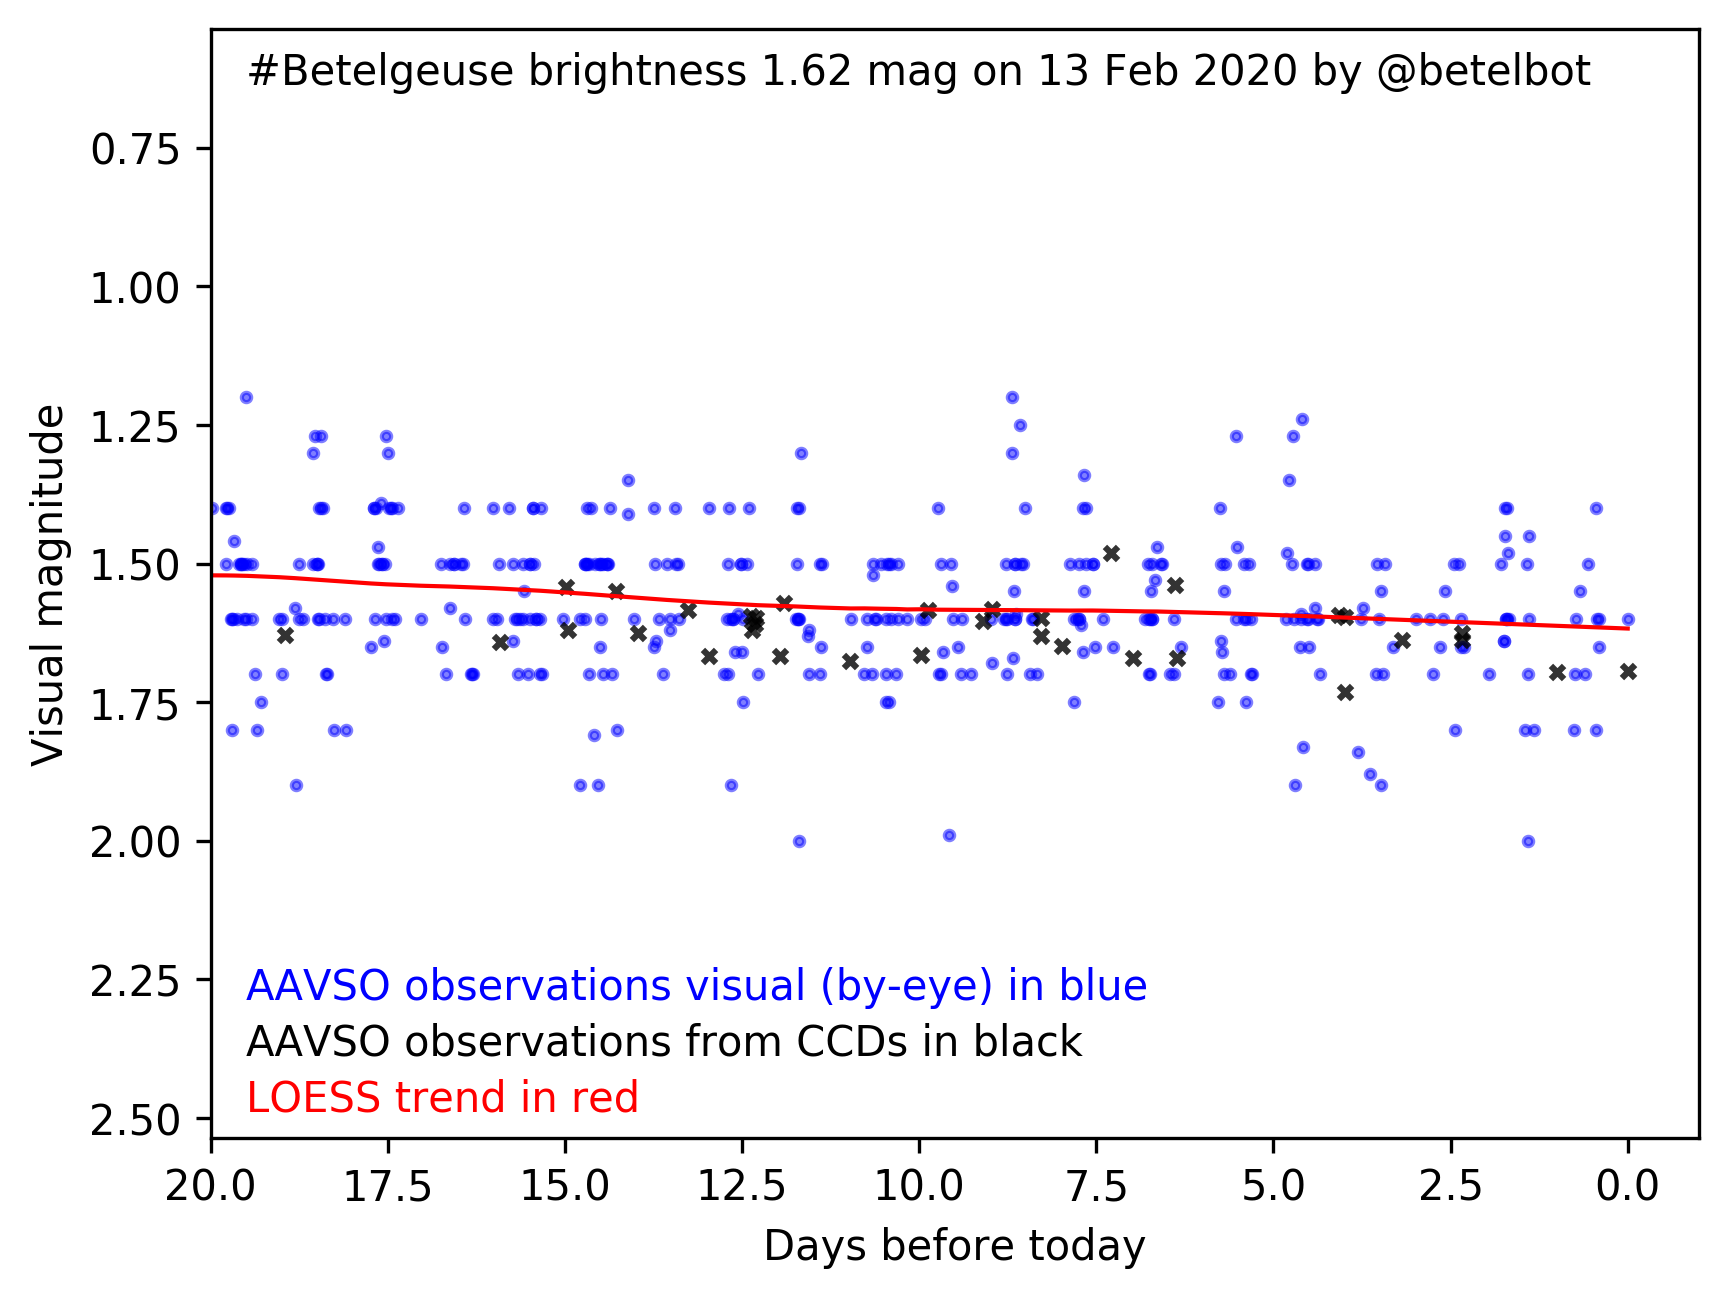 #Betelgeuse brightness 1.62 mag on 13 Feb 2020 by @betelbot
0.75
1.00
1.25
1.50
1.75
2.00
2.25
2.50
Visual magnitude
AAVSO observations visual (by-eye) in blue
AAVSO observations from CCDs in black
LOESS trend in red
20.0 17.5 15.0 12.5 10.0 7.5 5.0 2.5 0.0
Days before today